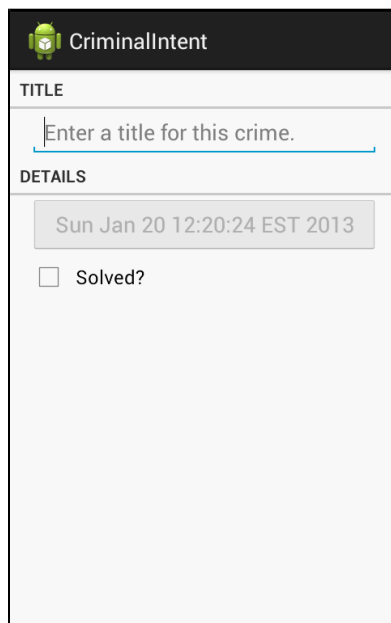 CriminalIntent
TITLE
Enter a title for this crime.
DETAILS
Sun Jan 20 12:20:24 EST 2013
Solved?